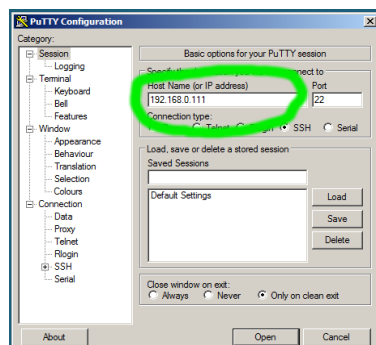 PuTTY Configuration
Category:
Session
Logging
Terminal
Keyboard
Bell
Features
Window
Appearance
Behaviour
Translation
Selection
Colours
Connection
Data
Proxy
Telnet
Rlogin
SSH
Serial
Basic options for your PuTTY session
to
Host Name (or IP address) Port
192.168.0.111 22
Connection type:
Telnet SSH Serial
Load, save or delete a stored session
Saved Sessions
Default Settings
Load
Save
Delete
Close window on exit:
Always Never Only on clean exit
About Open Cancel